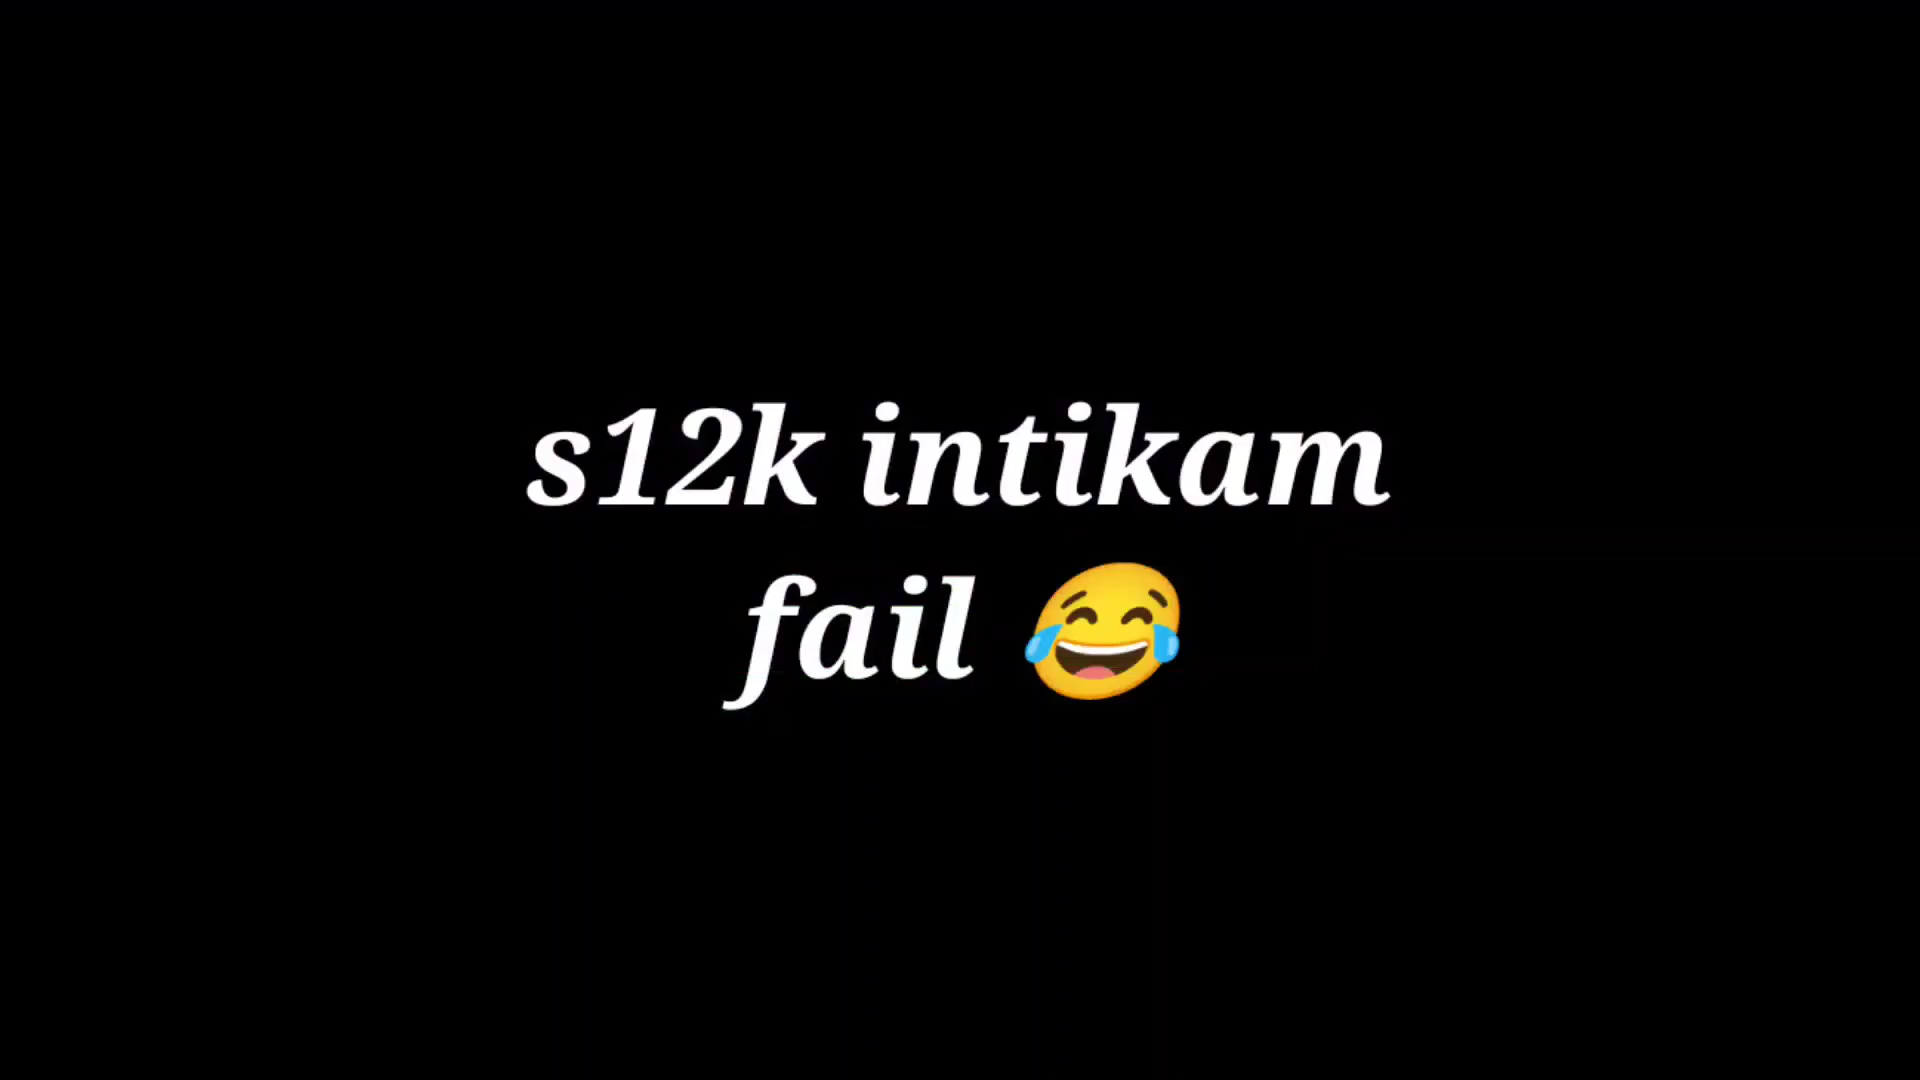 s12k intikam
fail 😂